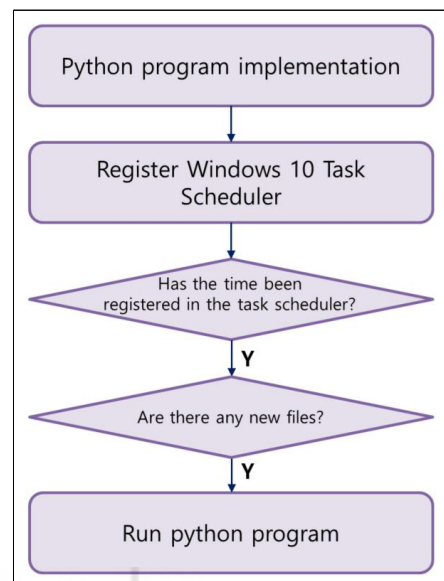 Python program implementation
Register Windows 10 Task
Scheduler
Has the time been
registered in the task scheduler?
Y
Are there any new files?
Y
Run python program